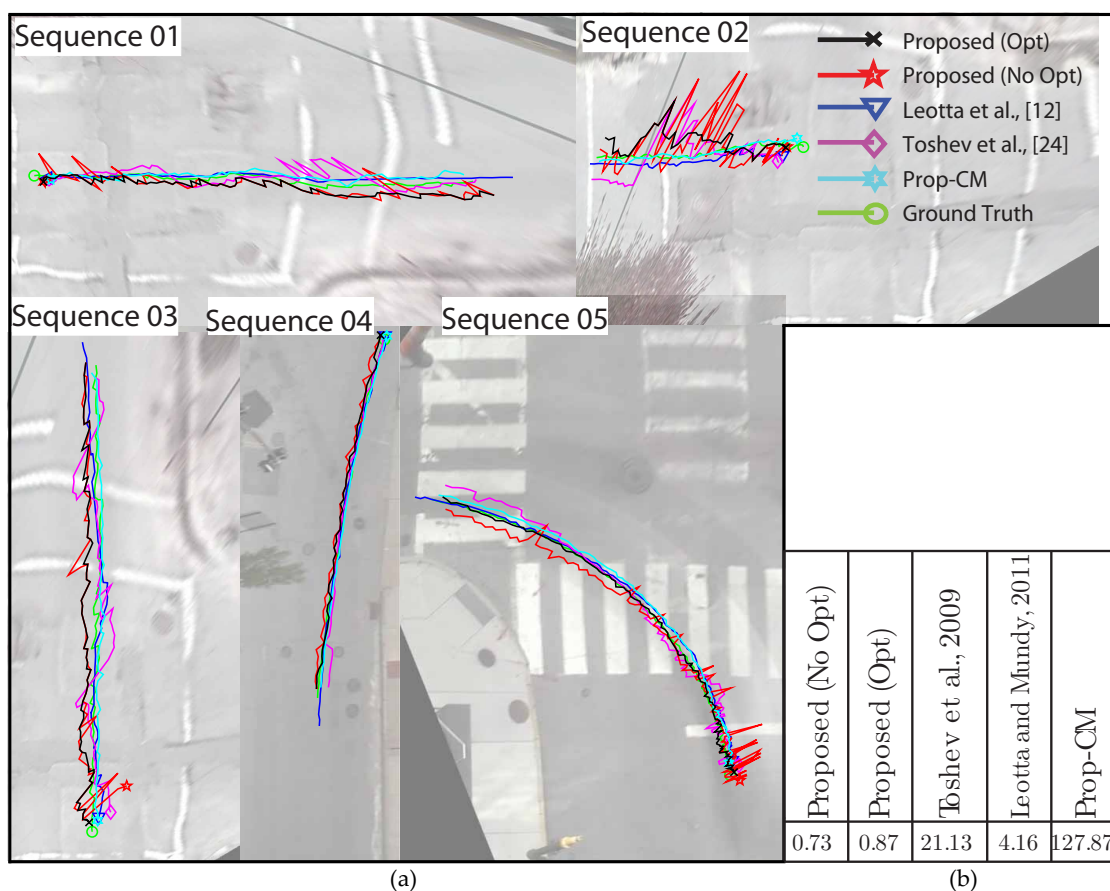 Sequence 01
Sequence 02
Proposed (Opt)
Proposed (No Opt)
Leotta et al., [12]
Toshev et al., [24]
Prop-CM
Ground Truth
Sequence 03
Sequence 04
Sequence 05
Proposed (No Opt)
Proposed (Opt)
Toshev et al., 2009
Leotta and Mundy, 2011
Prop-CM
0.73 0.87 21.13 4.16 127.87
(a)
(b)